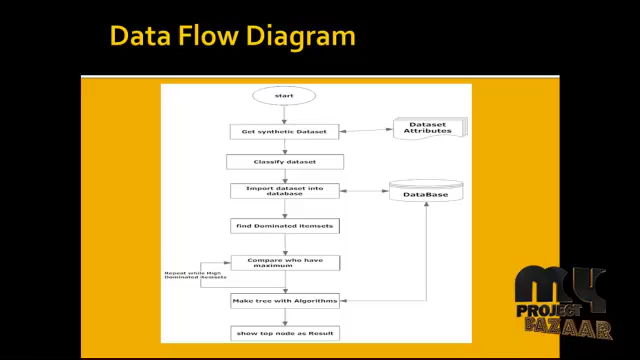 Data Flow Diagram
start
Get synthetic Dataset
Dataset
Attributes
Classify dataset
Import dataset into
database
DataBase
find Dominated itemsets
Compare who have
maximum
Repeat while High
Dominated itemsets
Make tree with Algorithms
show top node as Result
my
PROJECT
BAZAAR